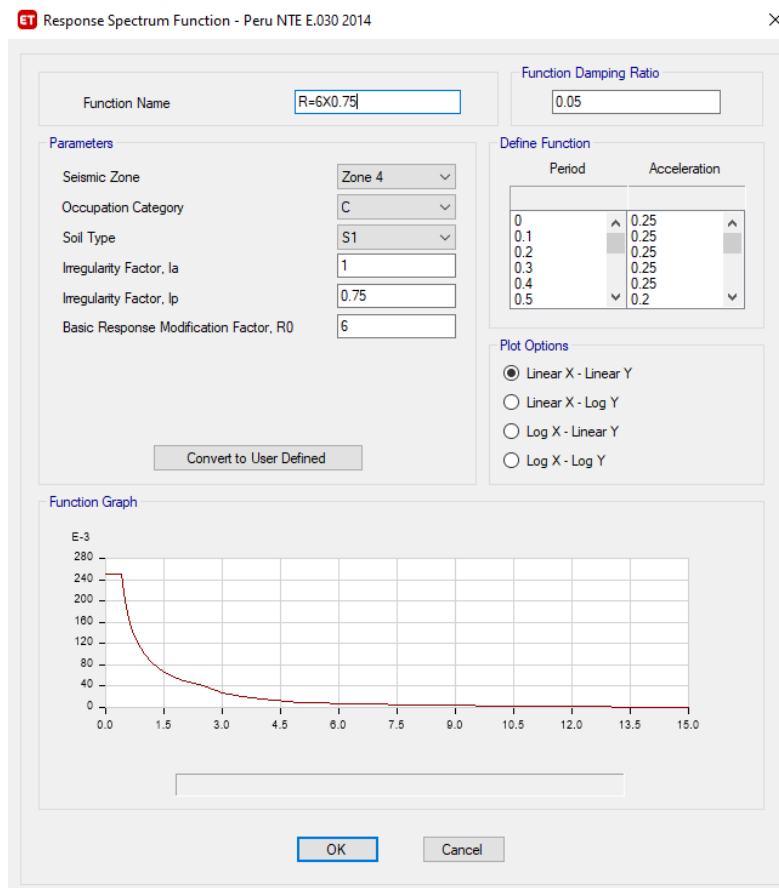 ET Response Spectrum Function - Peru NTE E.030 2014
Function Name
R=6X0.75
Function Damping Ratio
0.05
Parameters
Seismic Zone
Zone 4
Occupation Category
C
Soil Type
S1
Irregularity Factor, Ia
1
Irregularity Factor, Ip
0.75
Basic Response Modification Factor, R0
6
Convert to User Defined
Define Function
Period Acceleration
0 0.25
0.1 0.25
0.2 0.25
0.3 0.25
0.4 0.25
0.5 0.2
Plot Options
Linear X - Linear Y
Linear X - Log Y
Log X - Linear Y
Log X - Log Y
Function Graph
E-3
280
240
200
160
120
80
40
0
0.0 1.5 3.0 4.5 6.0 7.5 9.0 10.5 12.0 13.5 15.0
OK
Cancel